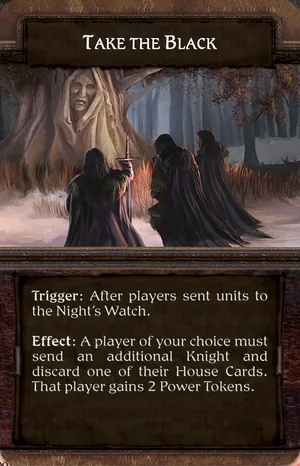 Take the Black
Trigger: After players sent units to
the Night's Watch.
Effect: A player of your choice must
send an additional Knight and
discard one of their House Cards.
That player gains 2 Power Tokens.